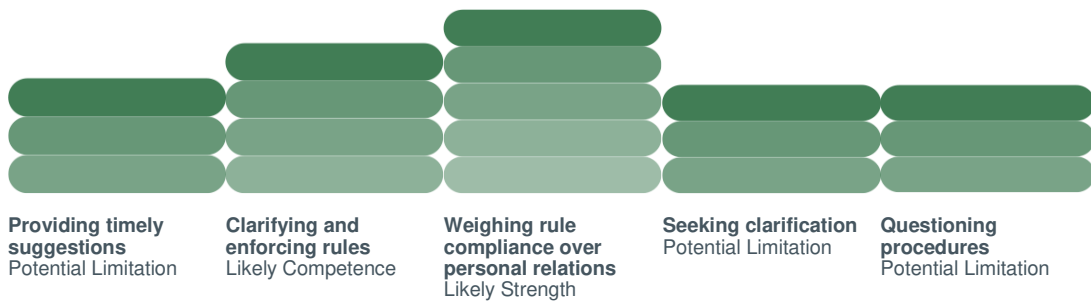 Providing timely
suggestions
Potential Limitation
Clarifying and
enforcing rules
Likely Competence
Weighing rule
compliance over
personal relations
Likely Strength
Seeking clarification
Potential Limitation
Questioning
procedures
Potential Limitation